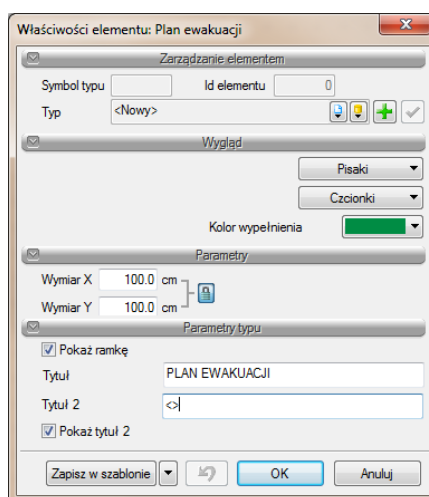 Właściwości elementu: Plan ewakuacji
Zarządzanie elementem
Symbol typu Id elementu 0
Typ <Nowy>
Wygląd
Pisaki
Czcionki
Kolor wypełnienia
Parametry
Wymiar X 100.0 cm
Wymiar Y 100.0 cm
Parametry typu
Pokaż ramkę
Tytuł PLAN EWAKUACJI
Tytuł 2 <>
Pokaż tytuł 2
Zapisz w szablonie OK Anuluj